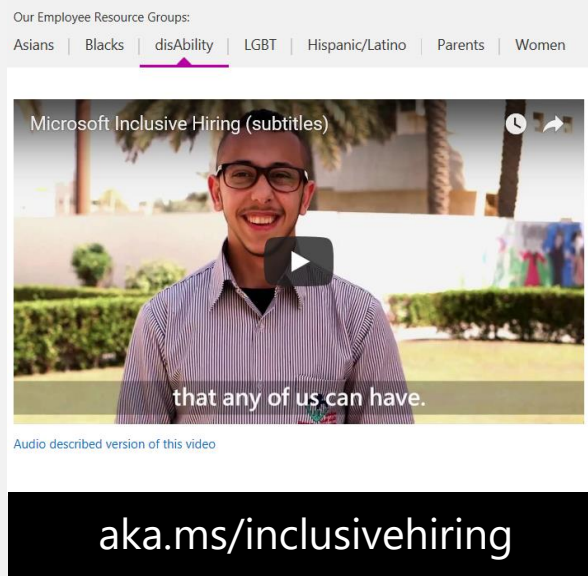 Our Employee Resource Groups:
Asians | Blacks | disAbility | LGBT | Hispanic/Latino | Parents | Women
Microsoft Inclusive Hiring (subtitles)
that any of us can have.
Audio described version of this video
aka.ms/inclusivehiring